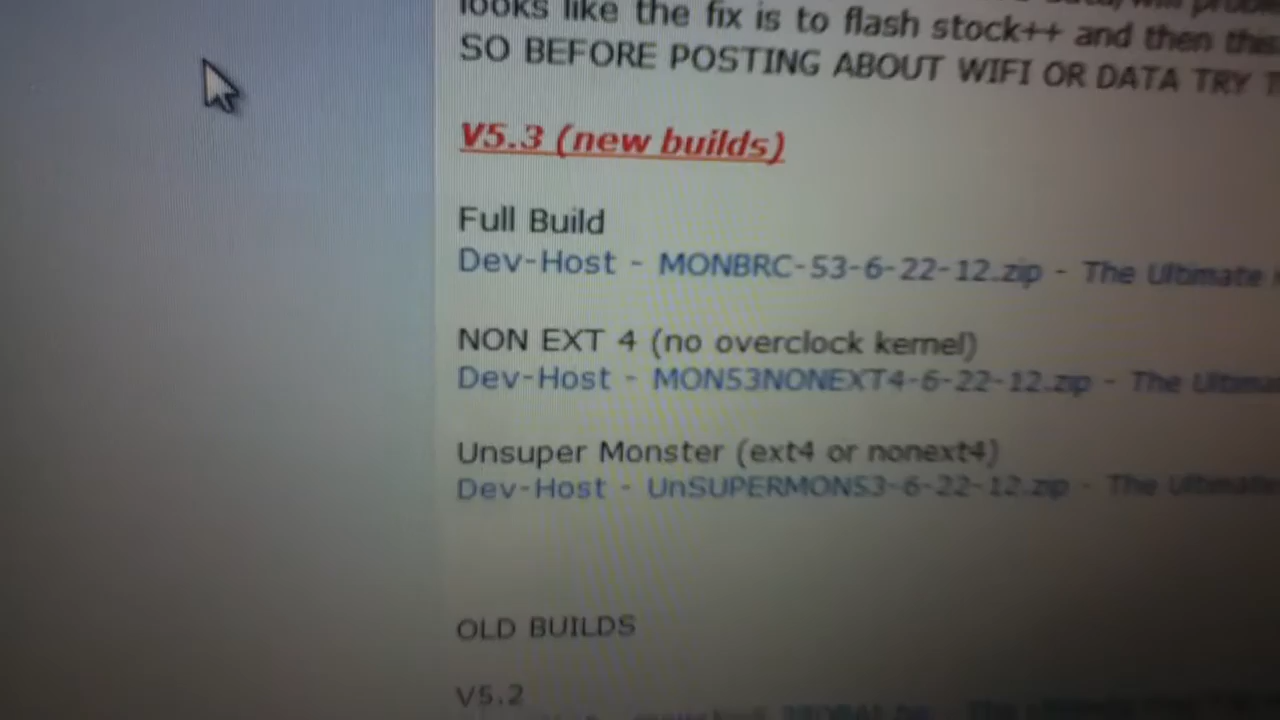 looks like the fix is to flash stock++ and then this
SO BEFORE POSTING ABOUT WIFI OR DATA TRY
V5.3 (new builds)
Full Build
Dev-Host - MONBRC-53-6-22-12.zip - The Ultimate
NON EXT 4 (no overclock kernel)
Dev-Host - MON53NONEXT4-6-22-12.zip - The Ultimate
Unsuper Monster (ext4 or nonext4)
Dev-Host - UnSUPERMON53-6-22-12.zip - The Ultimate
OLD BUILDS
V5.2